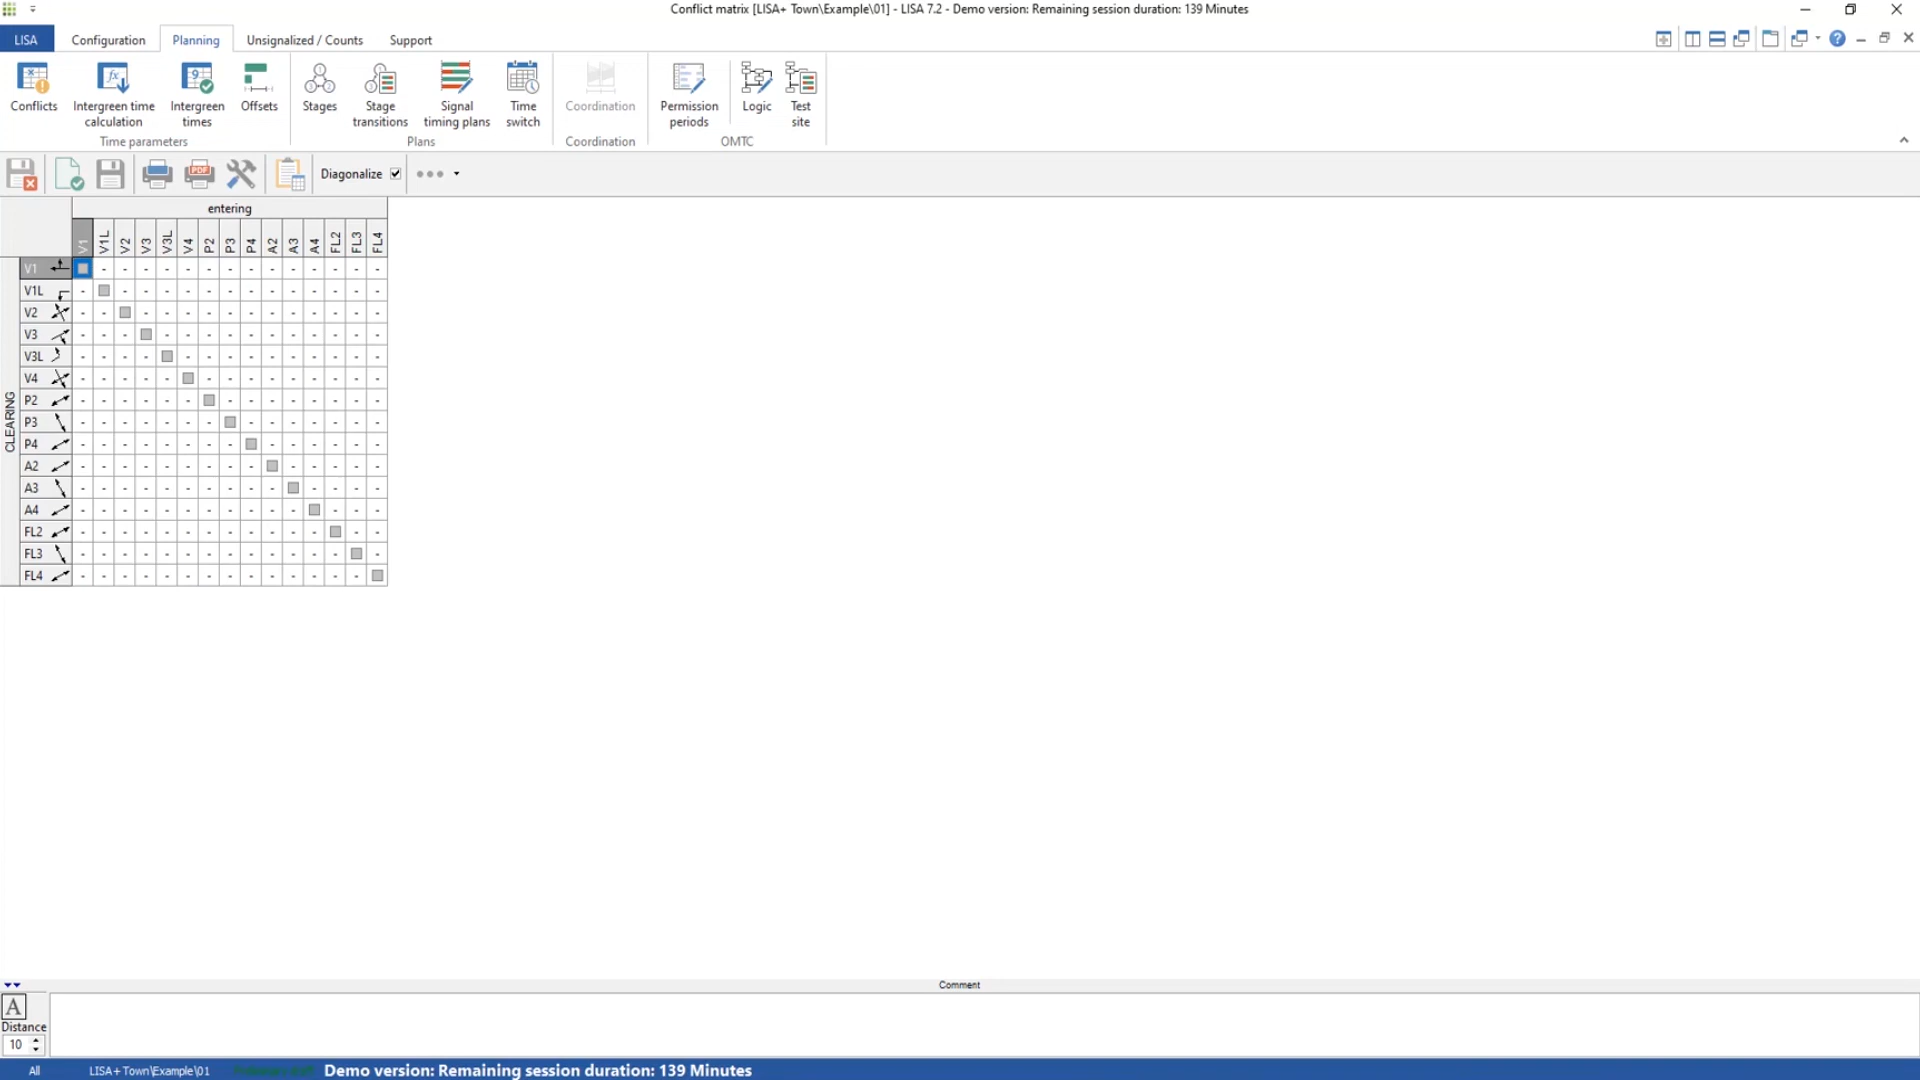 Conflict matrix [LISA+ Town\Example\01] - LISA 7.2 - Demo version: Remaining session duration: 139 Minutes
LISA Configuration Planning Unsignalized / Counts Support
Conflicts Intergreen time calculation Intergreen times Offsets Stages Stage transitions Signal timing plans Time switch Coordination Permission periods Logic Test site
Time parameters Plans Coordination OMTC
PDF Diagonalize
entering
V1 V1L V2 V3 V3L V4 P2 P3 P4 A2 A3 A4 FL2 FL3 FL4
CLEARING
V1 - - - - - - - - - - - - - -
V1L - - - - - - - - - - - - - -
V2 - - - - - - - - - - - - - -
V3 - - - - - - - - - - - - - -
V3L - - - - - - - - - - - - - -
V4 - - - - - - - - - - - - - -
P2 - - - - - - - - - - - - - -
P3 - - - - - - - - - - - - - -
P4 - - - - - - - - - - - - - -
A2 - - - - - - - - - - - - - -
A3 - - - - - - - - - - - - - -
A4 - - - - - - - - - - - - - -
FL2 - - - - - - - - - - - - - -
FL3 - - - - - - - - - - - - - -
FL4 - - - - - - - - - - - - - -
Comment
A
Distance
10
All LISA+ Town\Example\01 Demo version: Remaining session duration: 139 Minutes